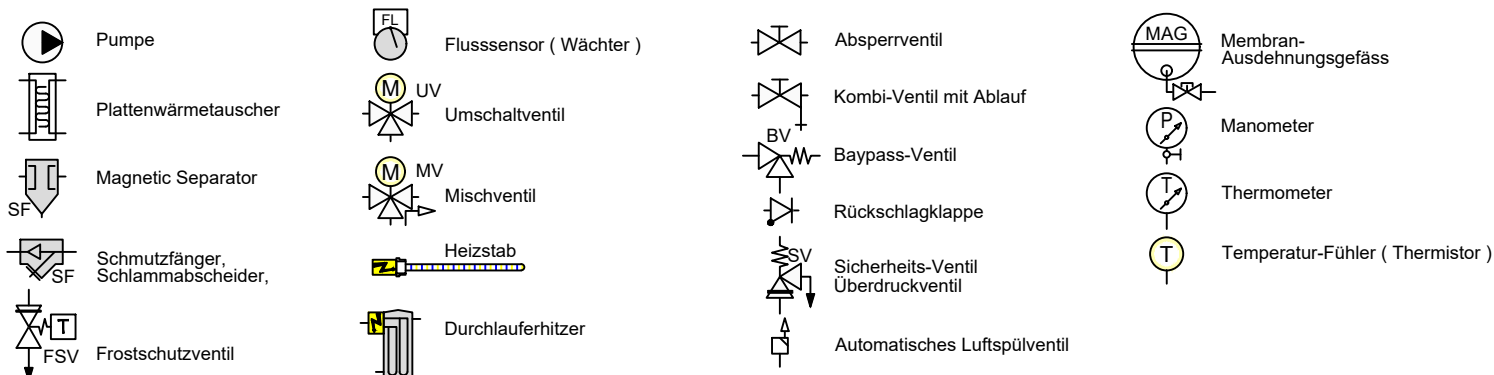 Pumpe
Plattenwärmetauscher
Magnetic Separator
SF
Schmutzfänger,
Schlammabscheider,
SF
T
FSV
Frostschutzventil
FL
Flusssensor ( Wächter )
M
UV
Umschaltventil
M
MV
Mischventil
Heizstab
Durchlauferhitzer
Absperrventil
Kombi-Ventil mit Ablauf
BV
Baypass-Ventil
Rückschlagklappe
SV
Sicherheits-Ventil
Überdruckventil
Automatisches Luftspülventil
MAG
Membran-
Ausdehnungsgefäss
P
Manometer
T
Thermometer
T
Temperatur-Fühler ( Thermistor )